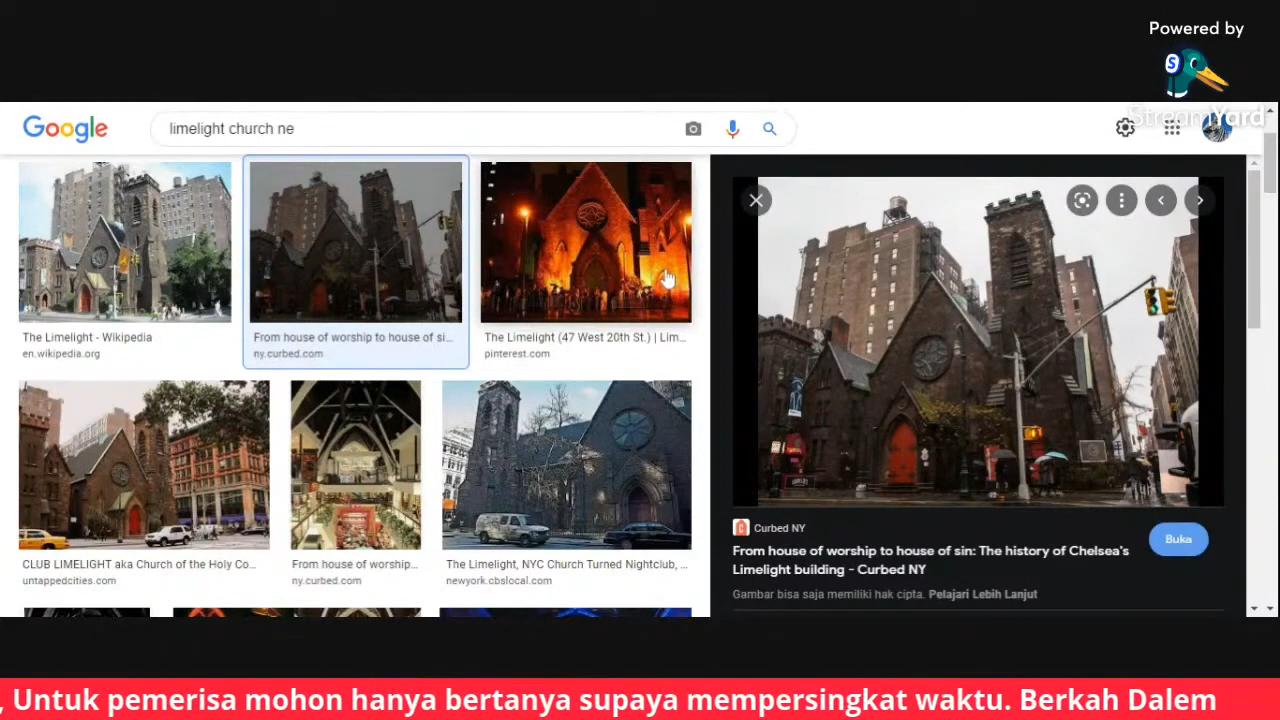 Powered by
StreamYard
Google
limelight church ne
The Limelight - Wikipedia
en.wikipedia.org
From house of worship to house of si...
ny.curbed.com
The Limelight (47 West 20th St.) | Lim...
pinterest.com
CLUB LIMELIGHT aka Church of the Holy Co...
untappedcities.com
From house of worship...
ny.curbed.com
The Limelight, NYC Church Turned Nightclub, ...
newyork.cbslocal.com
Curbed NY
From house of worship to house of sin: The history of Chelsea's
Limelight building - Curbed NY
Buka
Gambar bisa saja memiliki hak cipta. Pelajari Lebih Lanjut
, Untuk pemerisa mohon hanya bertanya supaya mempersingkat waktu. Berkah Dalem